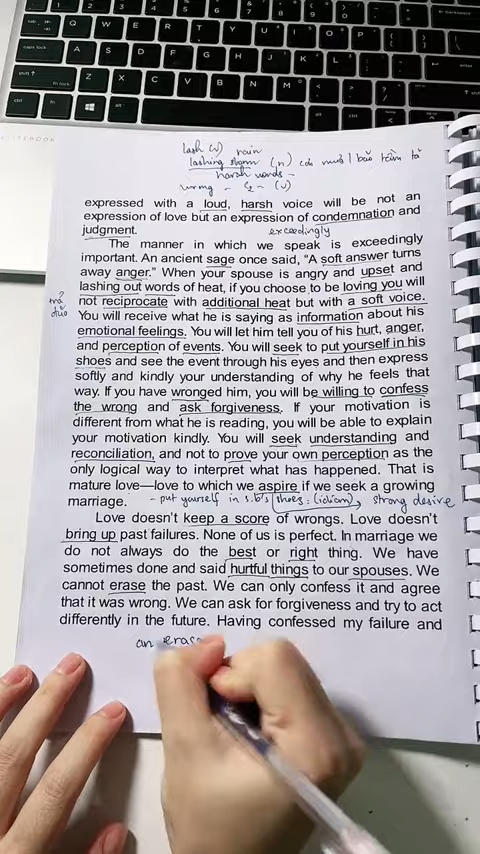 lash (v) rain
lashing storm (n) cơn mưa / bão tầm tã
harsh words -
wrong - (v)
expressed with a loud, harsh voice will be not an
expression of love but an expression of condemnation and
judgment.
exceedingly
The manner in which we speak is exceedingly
important. An ancient sage once said, “A soft answer turns
away anger.” When your spouse is angry and upset and
lashing out words of heat, if you choose to be loving you will
not reciprocate with additional heat but with a soft voice.
You will receive what he is saying as information about his
emotional feelings. You will let him tell you of his hurt, anger,
and perception of events. You will seek to put yourself in his
shoes and see the event through his eyes and then express
softly and kindly your understanding of why he feels that
way. If you have wronged him, you will be willing to confess
the wrong and ask forgiveness. If your motivation is
different from what he is reading, you will be able to explain
your motivation kindly. You will seek understanding and
reconciliation, and not to prove your own perception as the
only logical way to interpret what has happened. That is
mature love—love to which we aspire if we seek a growing
marriage.
- put yourself in s.b's shoes: (idiom) strong desire
Love doesn't keep a score of wrongs. Love doesn't
bring up past failures. None of us is perfect. In marriage we
do not always do the best or right thing. We have
sometimes done and said hurtful things to our spouses. We
cannot erase the past. We can only confess it and agree
that it was wrong. We can ask for forgiveness and try to act
differently in the future. Having confessed my failure and
an eras